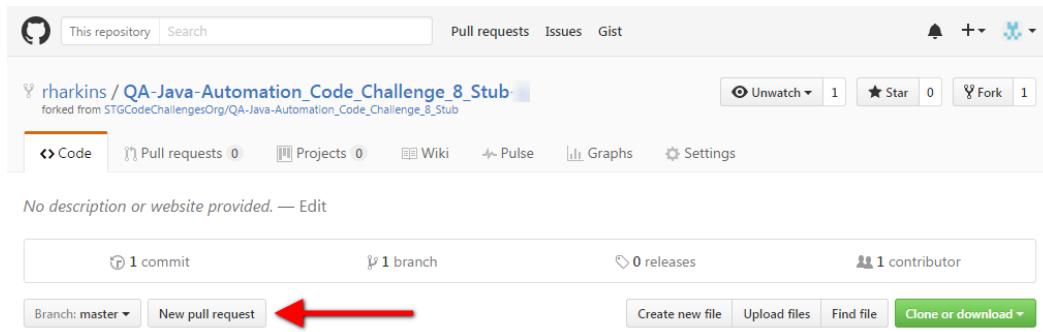 This repository Search Pull requests Issues Gist
rharkins / QA-Java-Automation_Code_Challenge_8_Stub-
Unwatch 1 Star 0 Fork 1
forked from STGCodeChallengesOrg/QA-Java-Automation_Code_Challenge_8_Stub
Code Pull requests 0 Projects 0 Wiki Pulse Graphs Settings
No description or website provided. — Edit
1 commit 1 branch 0 releases 1 contributor
Branch: master New pull request Create new file Upload files Find file Clone or download